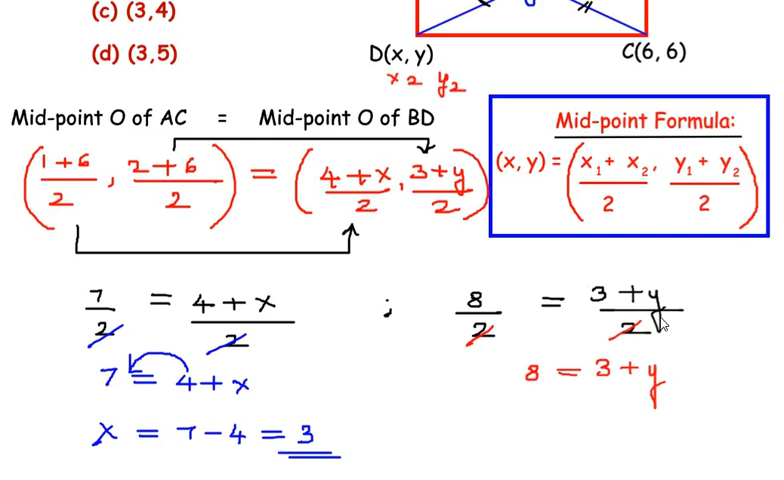 (c) (3,4)
(d) (3,5)
D(x, y) C(6, 6)
x2 y2
Mid-point O of AC = Mid-point O of BD
Mid-point Formula:
(1+6/2, 2+6/2) = (4+x/2, 3+y/2)
(x, y) = (x1 + x2/2, y1 + y2/2)
7/2 = 4+x/2 ; 8/2 = 3+y/2
7 = 4+x
8 = 3+y
x = 7-4 = 3